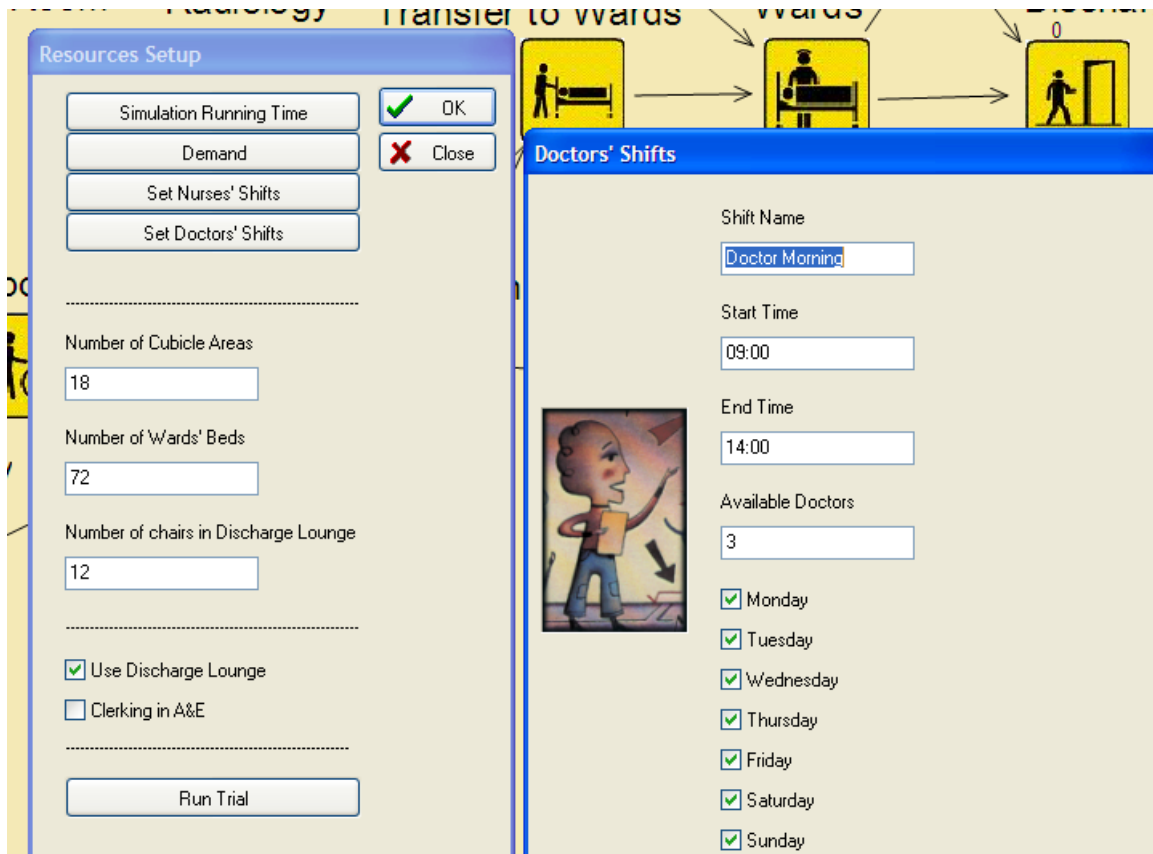 Radiology
Transfer to Wards
Wards
0
Resources Setup
Simulation Running Time
OK
Demand
Close
Set Nurses' Shifts
Set Doctors' Shifts
Number of Cubicle Areas
18
Number of Wards' Beds
72
Number of chairs in Discharge Lounge
12
Use Discharge Lounge
Clerking in A&E
Run Trial
Doctors' Shifts
Shift Name
Doctor Morning
Start Time
09:00
End Time
14:00
Available Doctors
3
Monday
Tuesday
Wednesday
Thursday
Friday
Saturday
Sunday